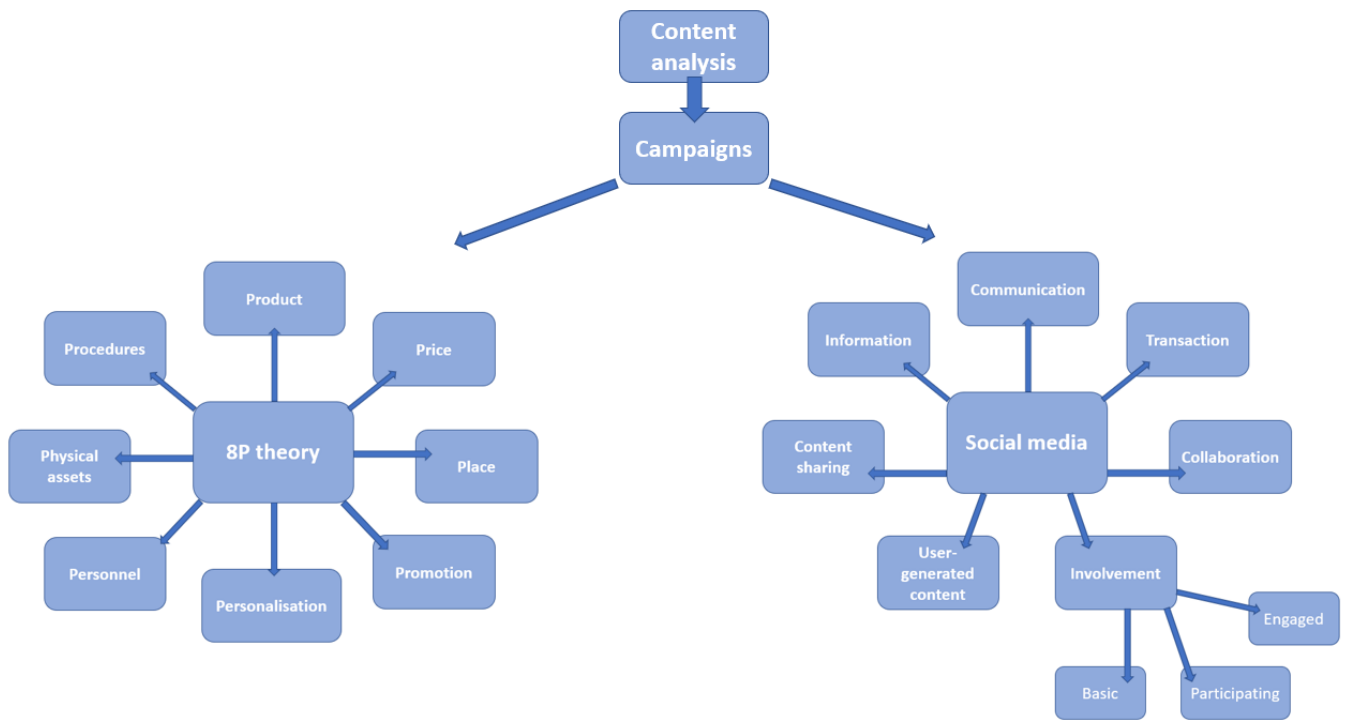 Content
analysis
Campaigns
Product
Procedures
Price
8P theory
Physical
assets
Place
Personnel
Personalisation
Promotion
Communication
Information
Transaction
Social media
Content
sharing
Collaboration
User-
generated
content
Involvement
Engaged
Basic
Participating